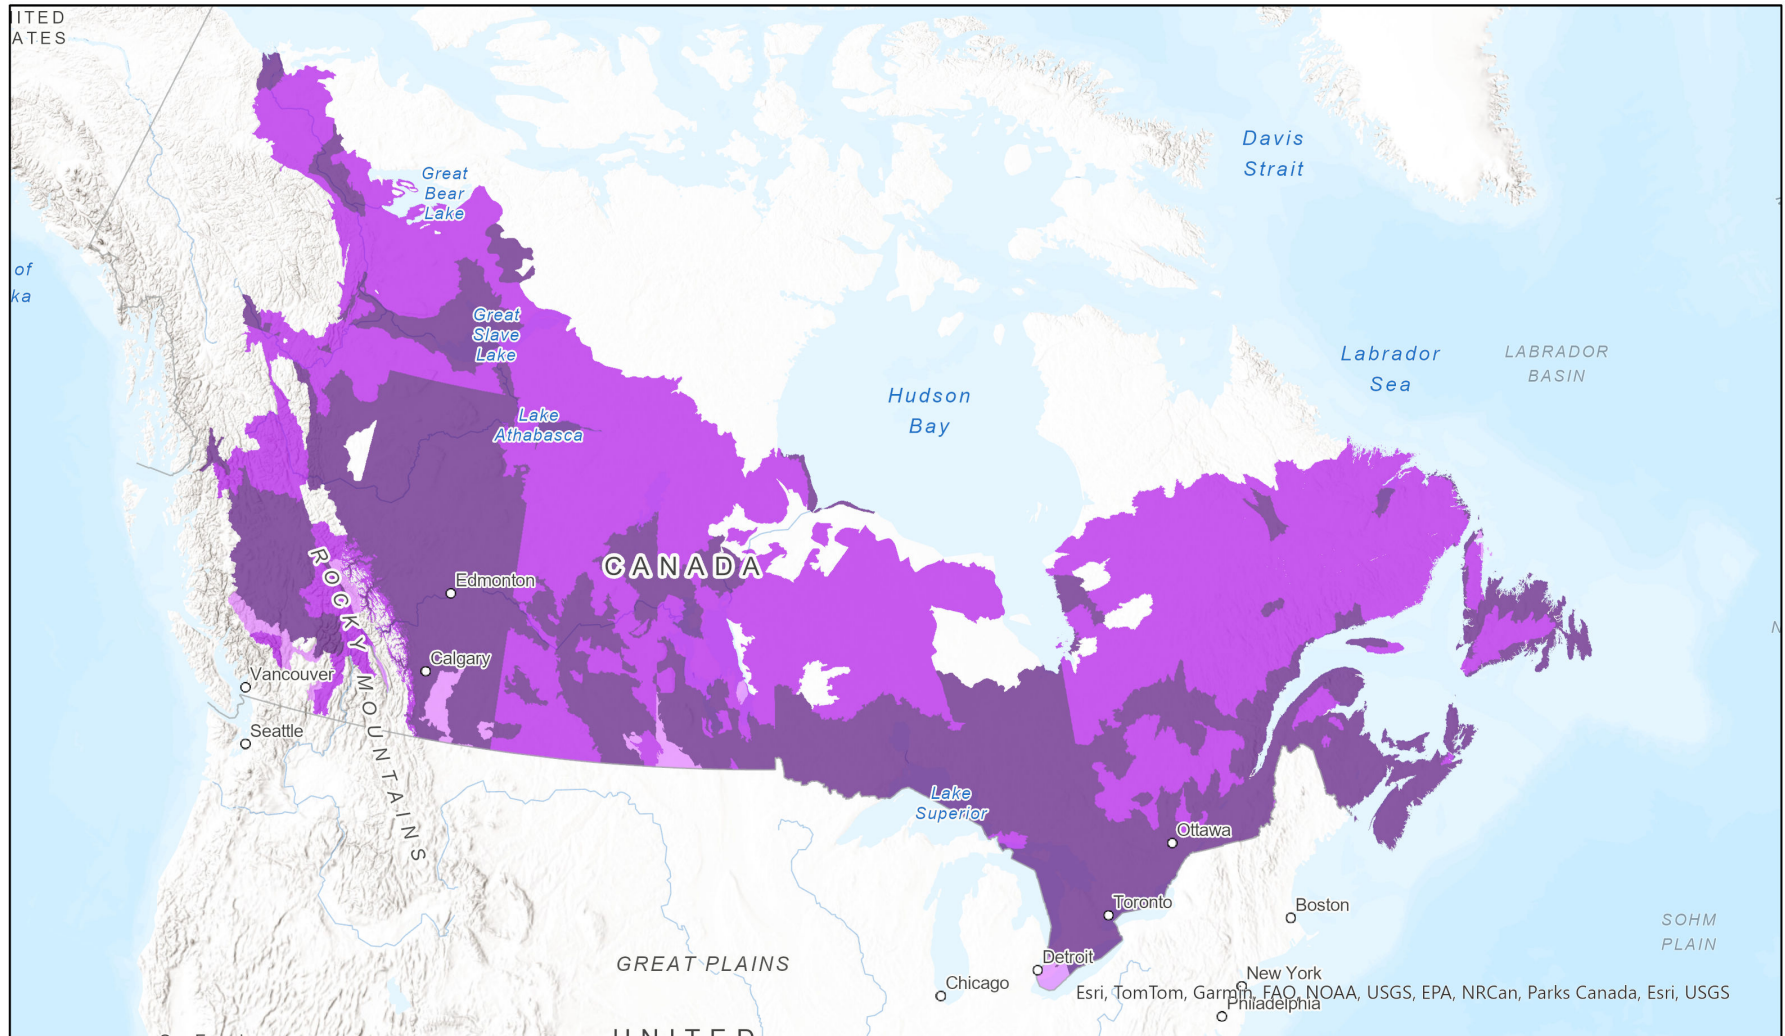 ITED
ATES
Davis
Strait
Great
Bear
Lake
of
ka
Great
Slave
Lake
Labrador
Sea
LABRADOR
BASIN
Hudson
Bay
Lake
Athabasca
CANADA
Edmonton
ROCKY MOUNTAINS
Calgary
Vancouver
Seattle
Lake
Superior
Ottawa
Toronto
Boston
SOHM
PLAIN
Detroit
GREAT PLAINS
Chicago
New York
Esri, TomTom, Garmin, FAO, NOAA, USGS, EPA, NRCan, Parks Canada, Esri, USGS
Philadelphia
UNITED